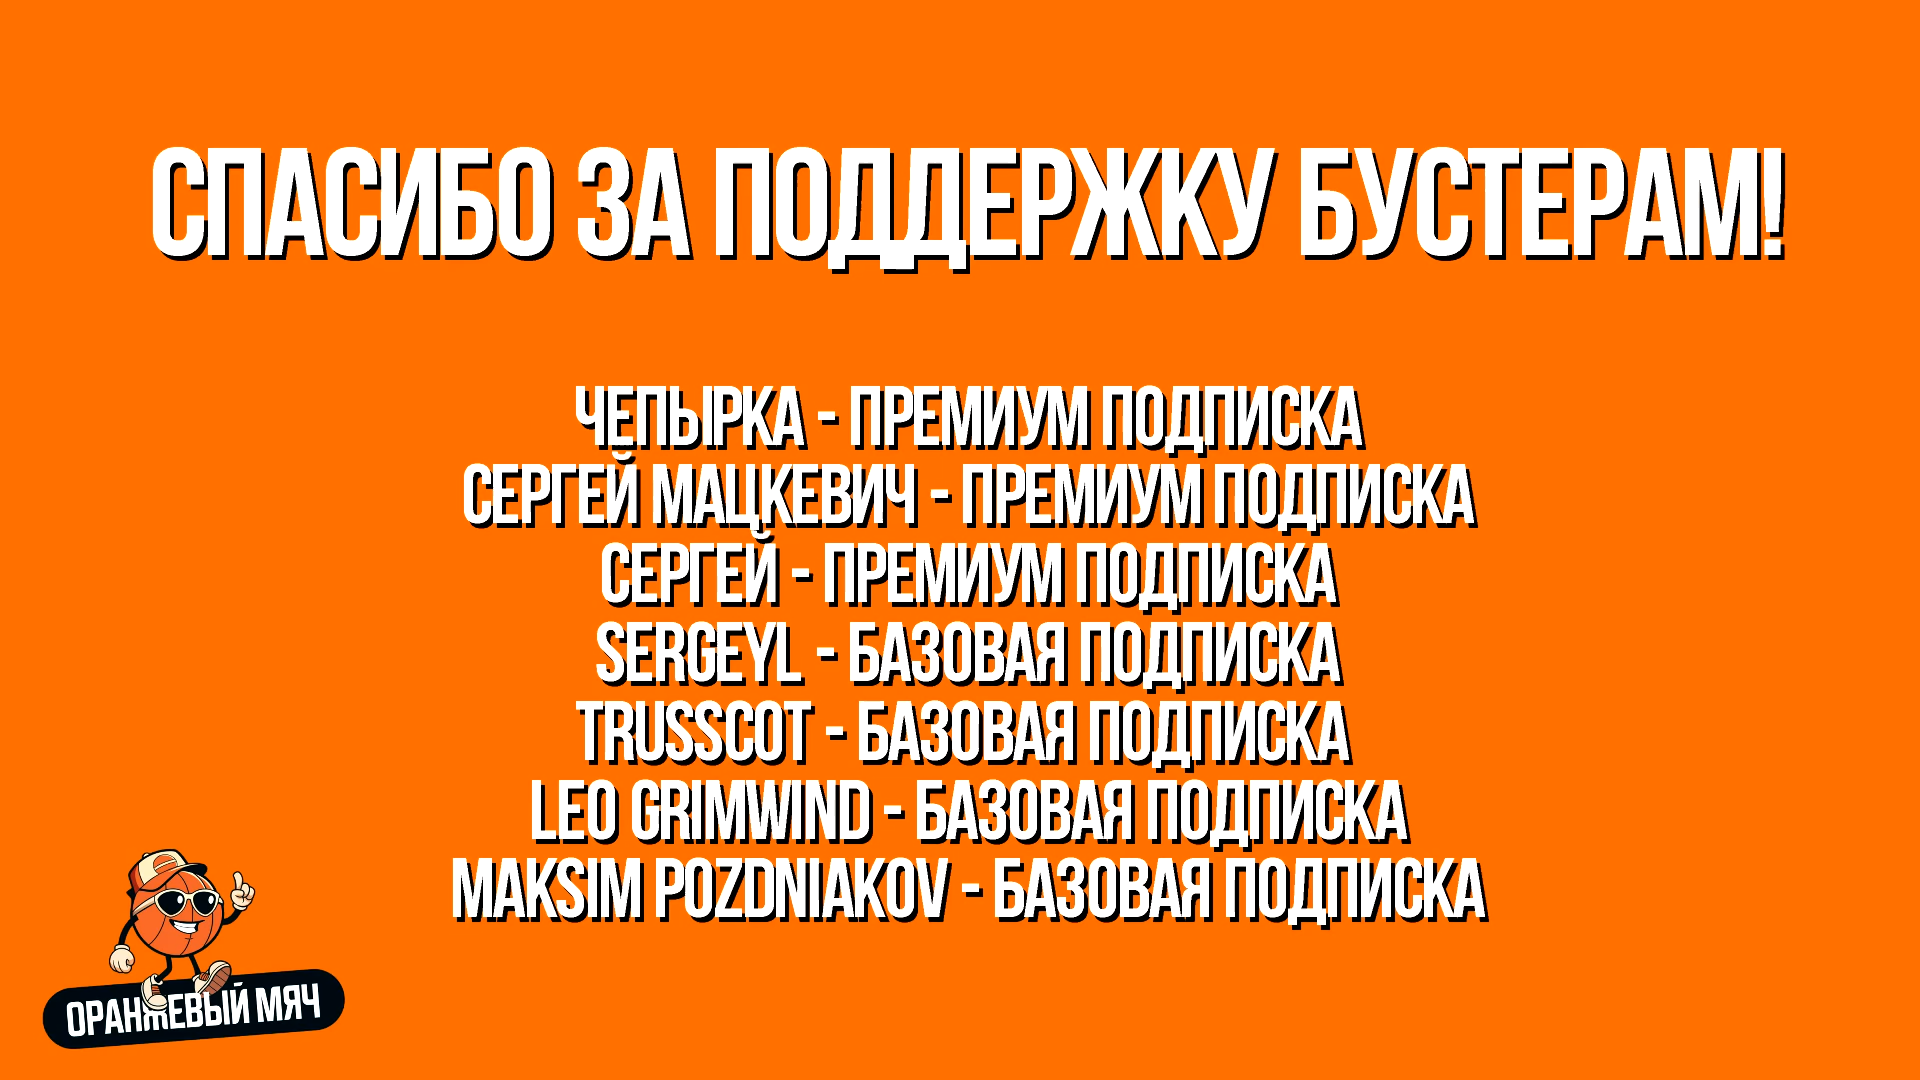 СПАСИБО ЗА ПОДДЕРЖКУ БУСТЕРАМ!
ЧЕПЫРКА - ПРЕМИУМ ПОДПИСКА
СЕРГЕЙ МАЦКЕВИЧ - ПРЕМИУМ ПОДПИСКА
СЕРГЕЙ - ПРЕМИУМ ПОДПИСКА
SERGEYL - БАЗОВАЯ ПОДПИСКА
TRUSSCOT - БАЗОВАЯ ПОДПИСКА
LEO GRIMWIND - БАЗОВАЯ ПОДПИСКА
MAKSIM POZDNIAKOV - БАЗОВАЯ ПОДПИСКА
ОРАНЖЕВЫЙ МЯЧ